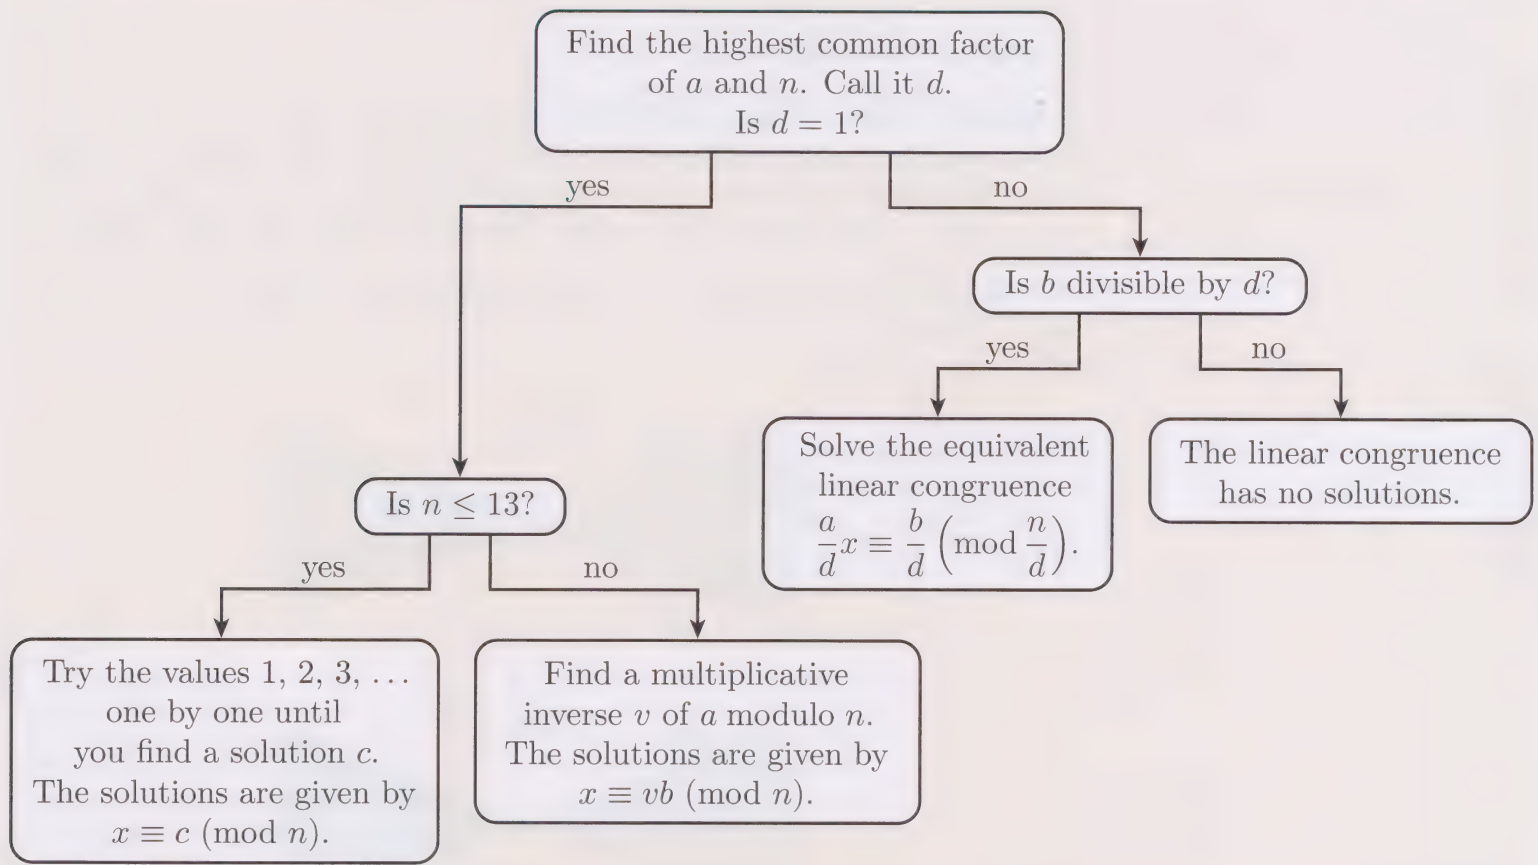 Find the highest common factor
of a and n. Call it d.
Is d = 1?
yes
no
Is b divisible by d?
yes
no
Solve the equivalent
linear congruence
a/d x ≡ b/d (mod n/d).
The linear congruence
has no solutions.
Is n ≤ 13?
yes
no
Try the values 1, 2, 3, ...
one by one until
you find a solution c.
The solutions are given by
x ≡ c (mod n).
Find a multiplicative
inverse v of a modulo n.
The solutions are given by
x ≡ vb (mod n).